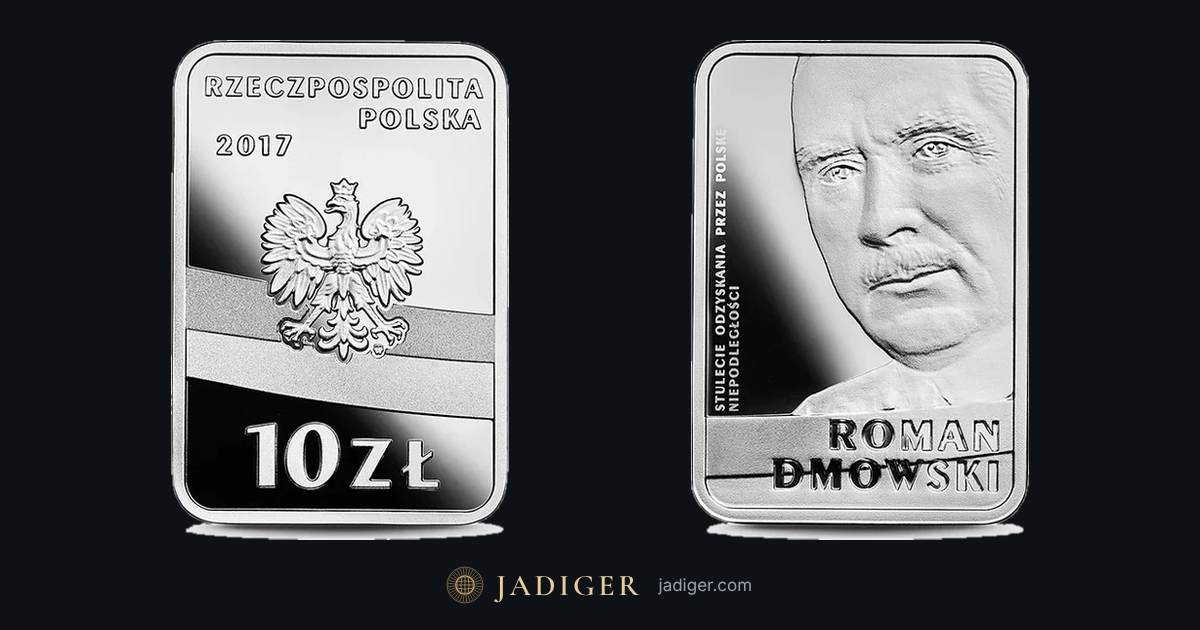 RZECZPOSPOLITA
POLSKA
2017
10 ZŁ
STULECIE ODZYSKANIA PRZEZ POLSKĘ
NIEPODLEGŁOŚCI
ROMAN
DMOWSKI
JADIGER jadiger.com